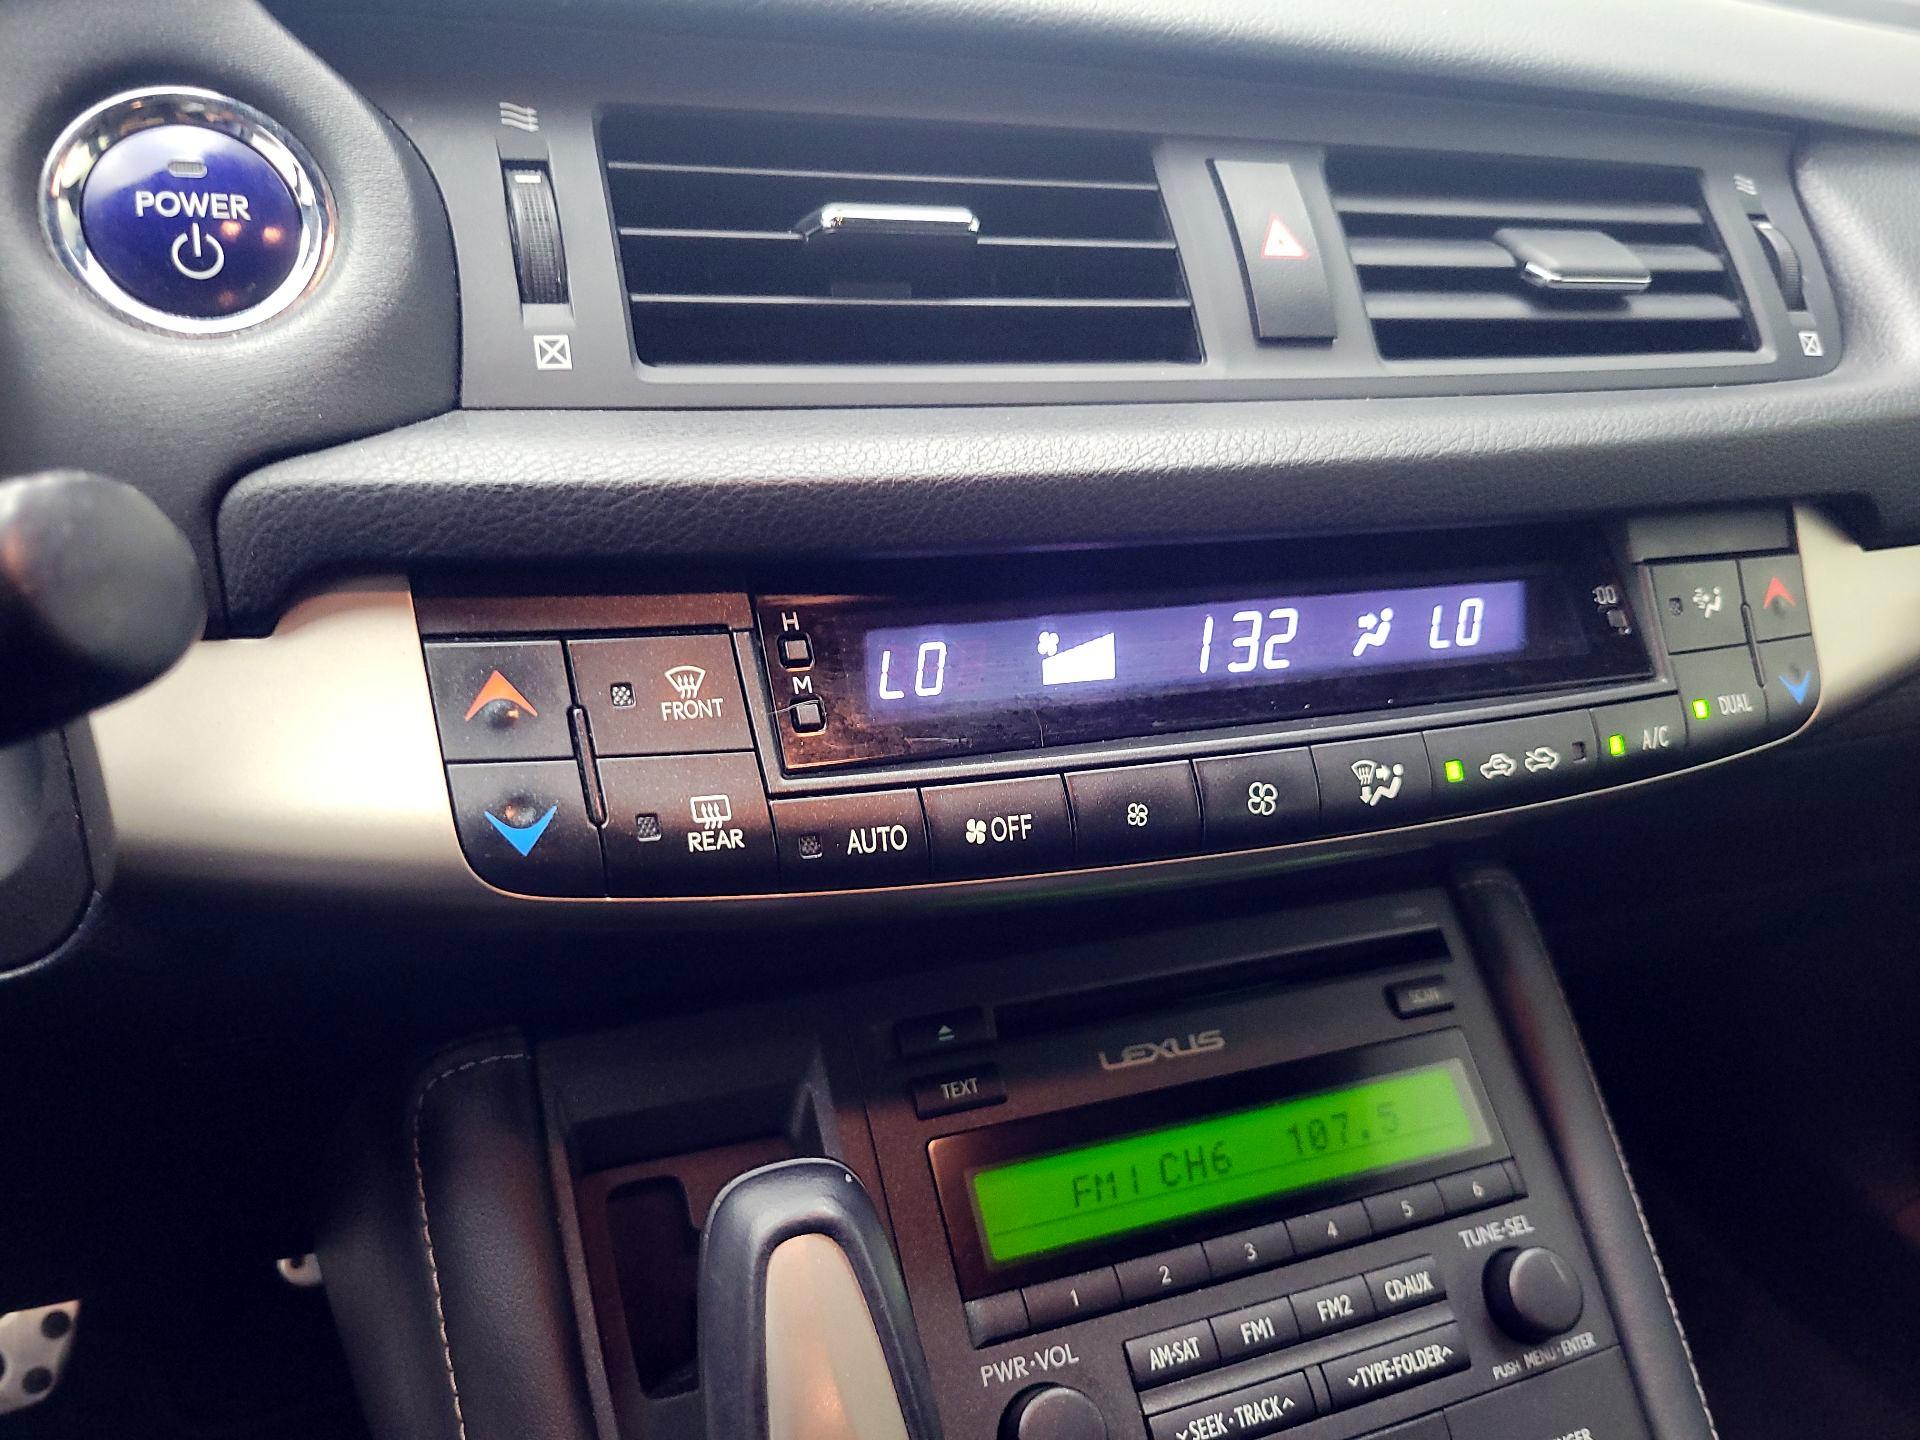 POWER
H
M
LO
132
LO
:00
FRONT
REAR
AUTO
OFF
A/C
DUAL
SCAN
LEXUS
TEXT
FM1 CH6 107.5
1
2
3
4
5
6
TUNE·SEL
AM·SAT
FM1
FM2
CD·AUX
PWR·VOL
SEEK·TRACK
TYPE·FOLDER
PUSH MENU·ENTER